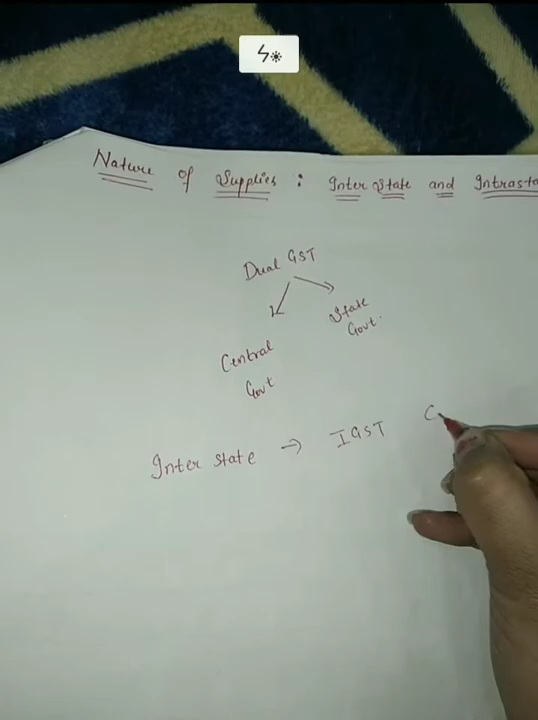 Nature of Supplies : Inter State and Intrasta
Dual GST
State
Govt.
Central
Govt
Inter state → IGST C